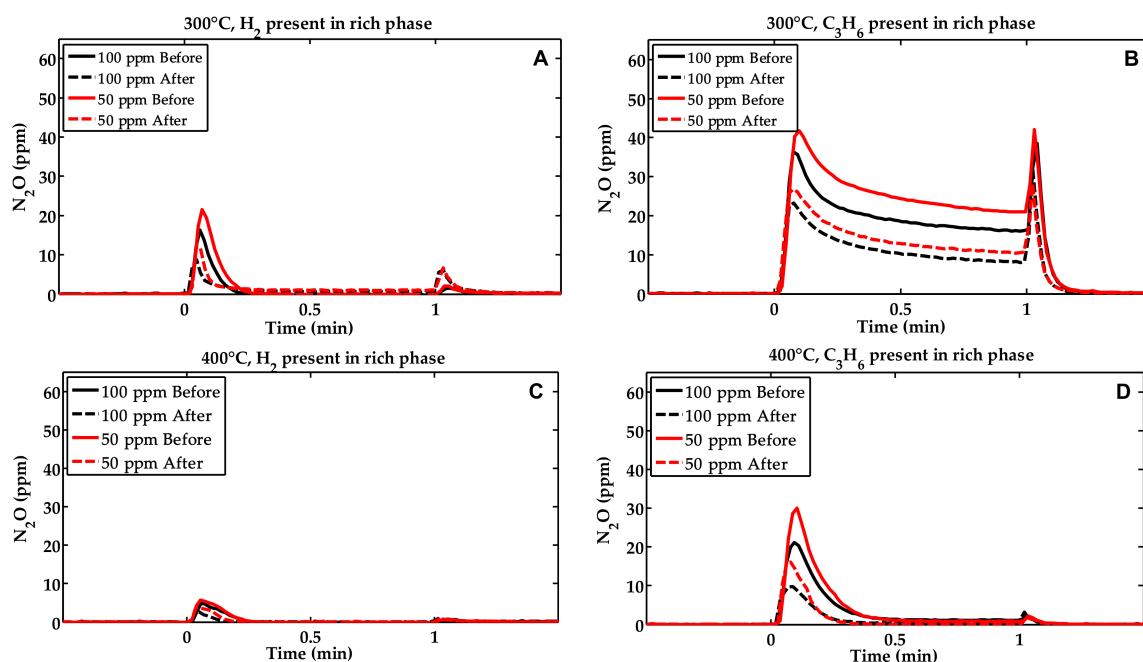 300°C, H2 present in rich phase
A
100 ppm Before
100 ppm After
50 ppm Before
50 ppm After
60
50
40
30
20
10
0
N2O (ppm)
0
0.5
1
Time (min)
300°C, C3H6 present in rich phase
B
100 ppm Before
100 ppm After
50 ppm Before
50 ppm After
60
50
40
30
20
10
0
N2O (ppm)
0
0.5
1
Time (min)
400°C, H2 present in rich phase
C
100 ppm Before
100 ppm After
50 ppm Before
50 ppm After
60
50
40
30
20
10
0
N2O (ppm)
0
0.5
1
Time (min)
400°C, C3H6 present in rich phase
D
100 ppm Before
100 ppm After
50 ppm Before
50 ppm After
60
50
40
30
20
10
0
N2O (ppm)
0
0.5
1
Time (min)